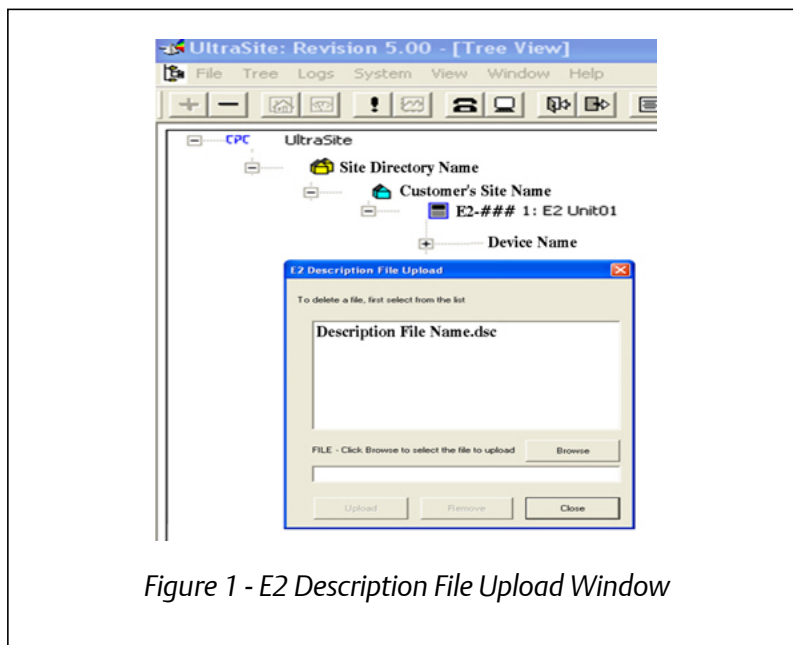 UltraSite: Revision 5.00 - [Tree View]
File Tree Logs System View Window Help
CPC UltraSite
Site Directory Name
Customer's Site Name
E2-### 1: E2 Unit01
Device Name
E2 Description File Upload
To delete a file, first select from the list
Description File Name.dsc
FILE - Click Browse to select the file to upload Browse
Upload Remove Close
Figure 1 - E2 Description File Upload Window